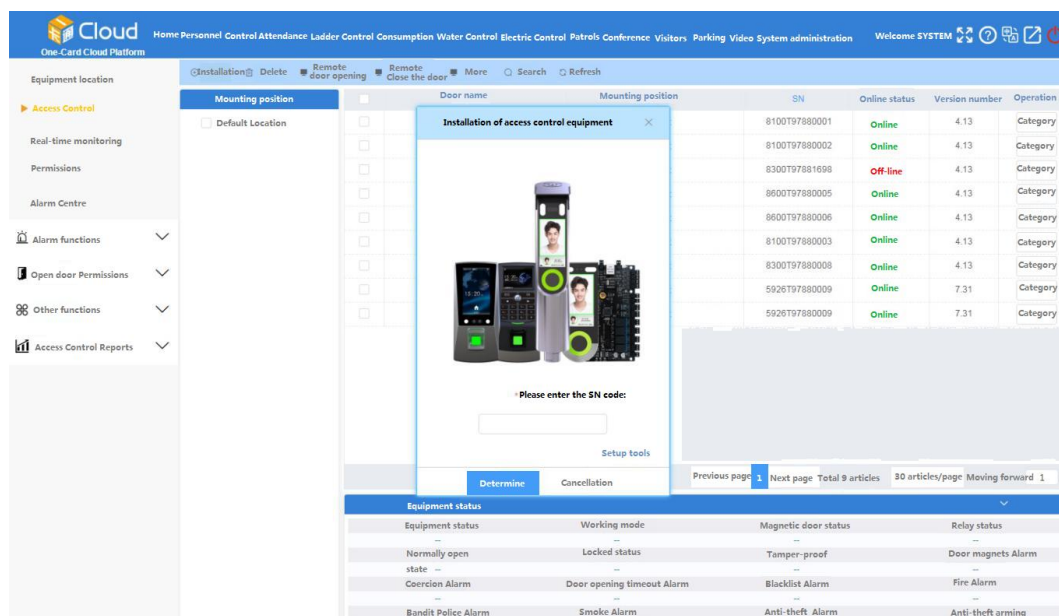 Cloud
One-Card Cloud Platform
Home Personnel Control Attendance Ladder Control Consumption Water Control Electric Control Patrols Conference Visitors Parking Video System administration
Welcome SYSTEM
Installation Delete Remote door opening Remote Close the door More Search Refresh
Equipment location
Access Control
Real-time monitoring
Permissions
Alarm Centre
Alarm functions
Open door Permissions
Other functions
Access Control Reports
Mounting position
Default Location
Door name Mounting position SN Online status Version number Operation
8100T97880001 Online 4.13 Category
8100T97880002 Online 4.13 Category
8300T97881698 Off-line 4.13 Category
8600T97880005 Online 4.13 Category
8600T97880006 Online 4.13 Category
8100T97880003 Online 4.13 Category
8300T97880008 Online 4.13 Category
5926T97880009 Online 7.31 Category
5926T97880009 Online 7.31 Category
Installation of access control equipment ×
*Please enter the SN code:
Setup tools
Determine Cancellation
Previous page 1 Next page Total 9 articles 30 articles/page Moving forward 1
Equipment status
Equipment status Working mode Magnetic door status Relay status
-- -- -- --
Normally open Locked status Tamper-proof Door magnets Alarm
state -- -- -- --
Coercion Alarm Door opening timeout Alarm Blacklist Alarm Fire Alarm
-- -- -- --
Bandit Police Alarm Smoke Alarm Anti-theft Alarm Anti-theft arming